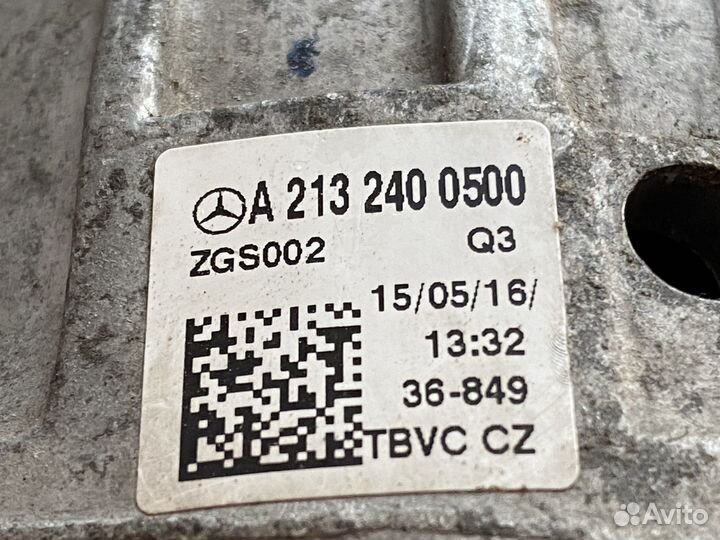 A 213 240 0500
ZGS002 Q3
15/05/16/
13:32
36-849
TBVC CZ
Avito